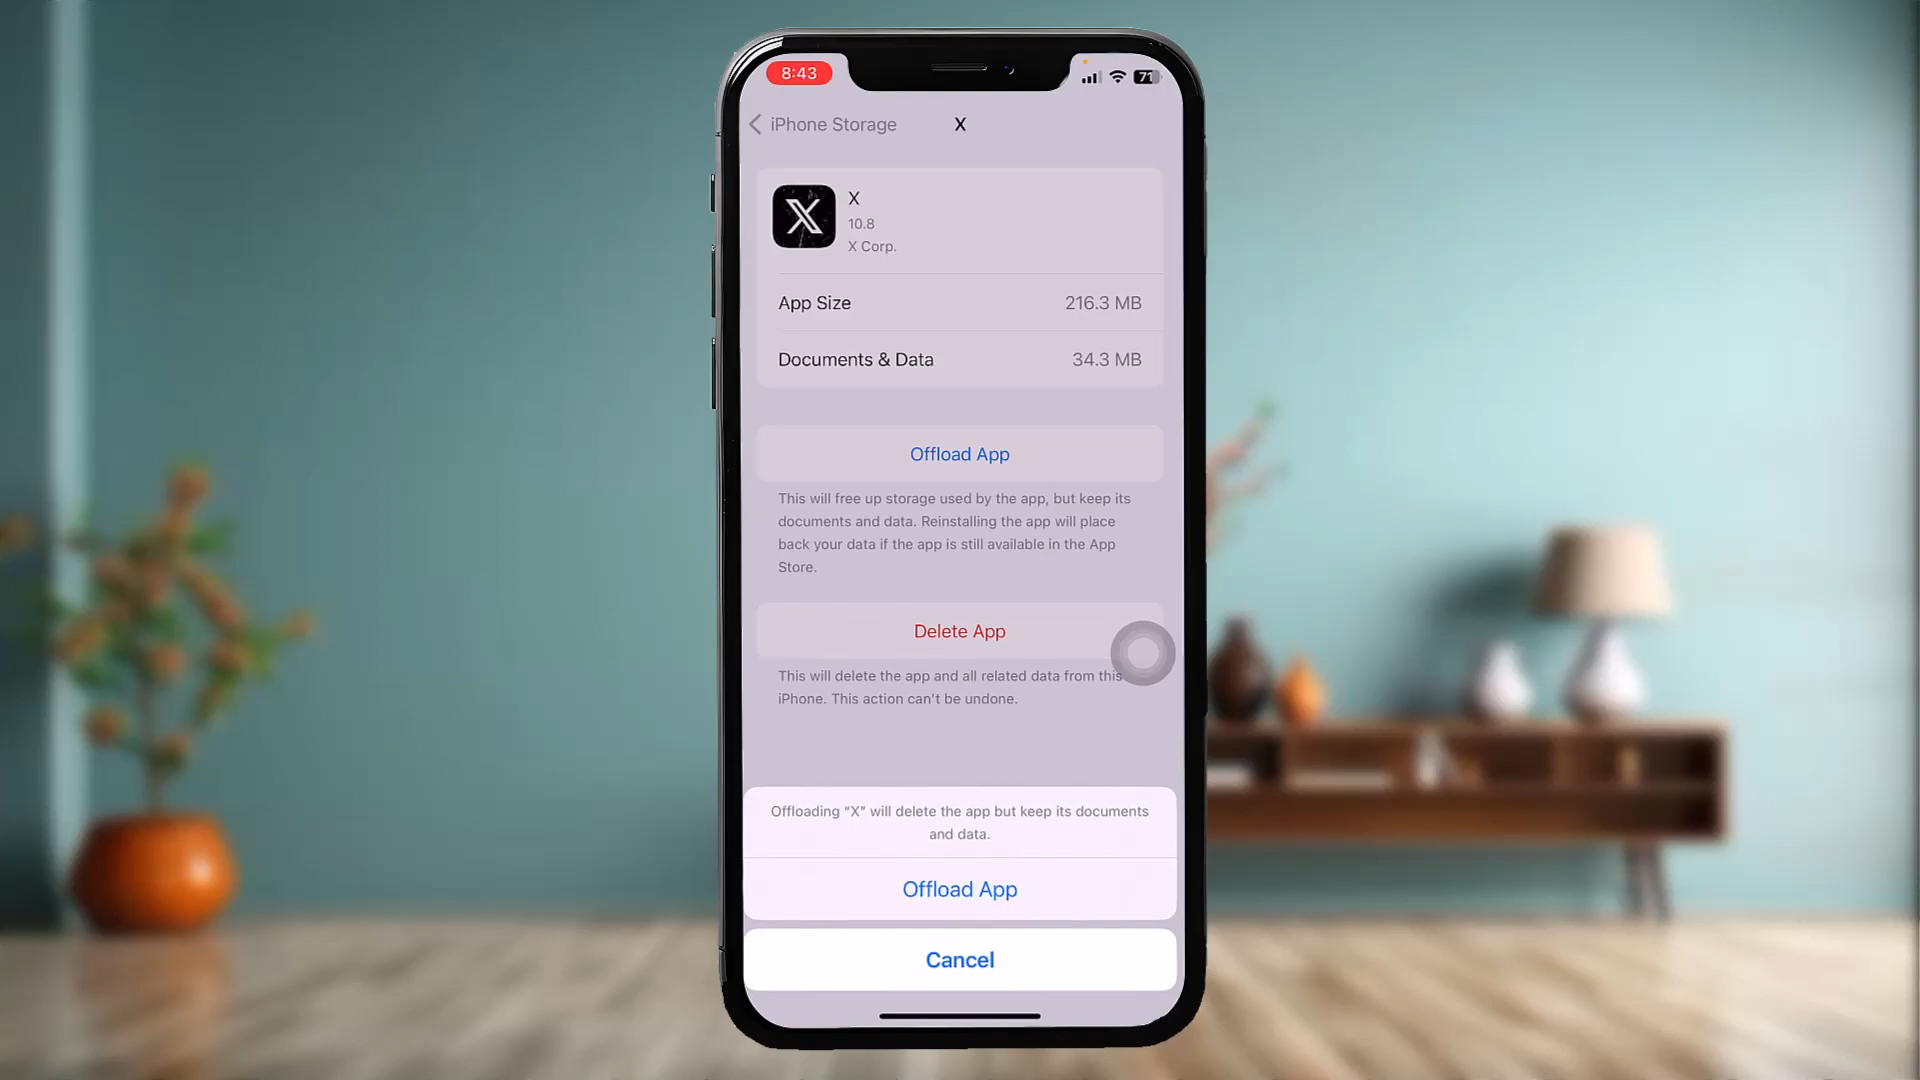 8:43
71
iPhone Storage
X
X
10.8
X Corp.
App Size 216.3 MB
Documents & Data 34.3 MB
Offload App
This will free up storage used by the app, but keep its
documents and data. Reinstalling the app will place
back your data if the app is still available in the App
Store.
Delete App
This will delete the app and all related data from this
iPhone. This action can't be undone.
Offloading “X” will delete the app but keep its documents
and data.
Offload App
Cancel